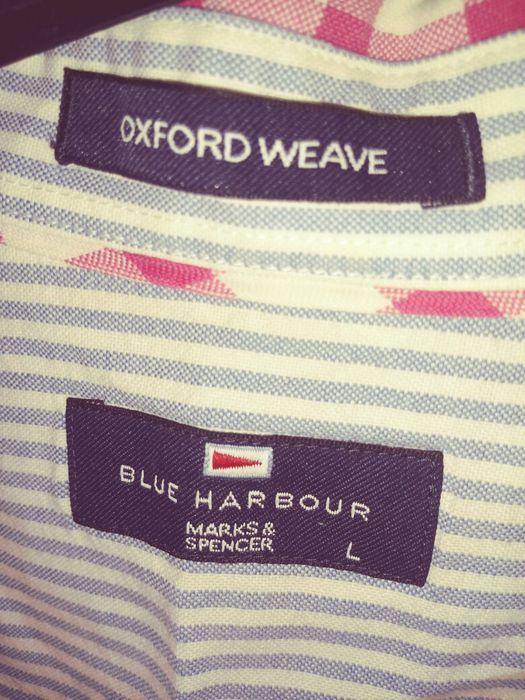 OXFORD WEAVE
BLUE HARBOUR
MARKS &
SPENCER
L